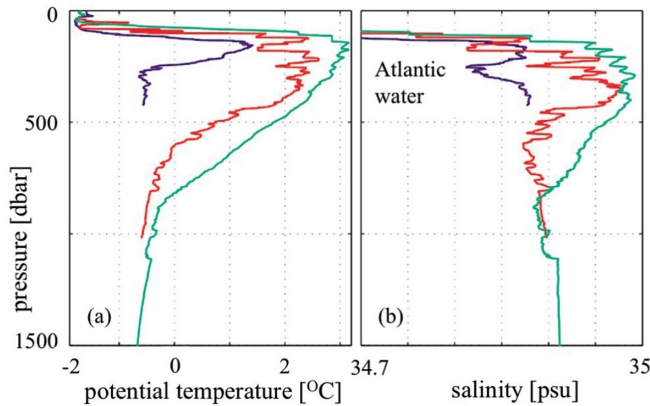 0
500
1500
pressure [dbar]
(a)
-2 0 2
potential temperature [°C]
Atlantic
water
(b)
34.7 35
salinity [psu]